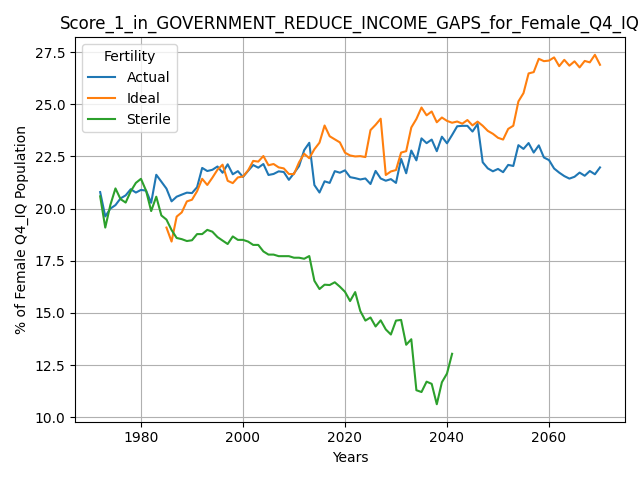 Score_1_in_GOVERNMENT_REDUCE_INCOME_GAPS_for_Female_Q4_IQ
Fertility
Actual
Ideal
Sterile
% of Female Q4_IQ Population
27.5
25.0
22.5
20.0
17.5
15.0
12.5
10.0
1980
2000
2020
2040
2060
Years